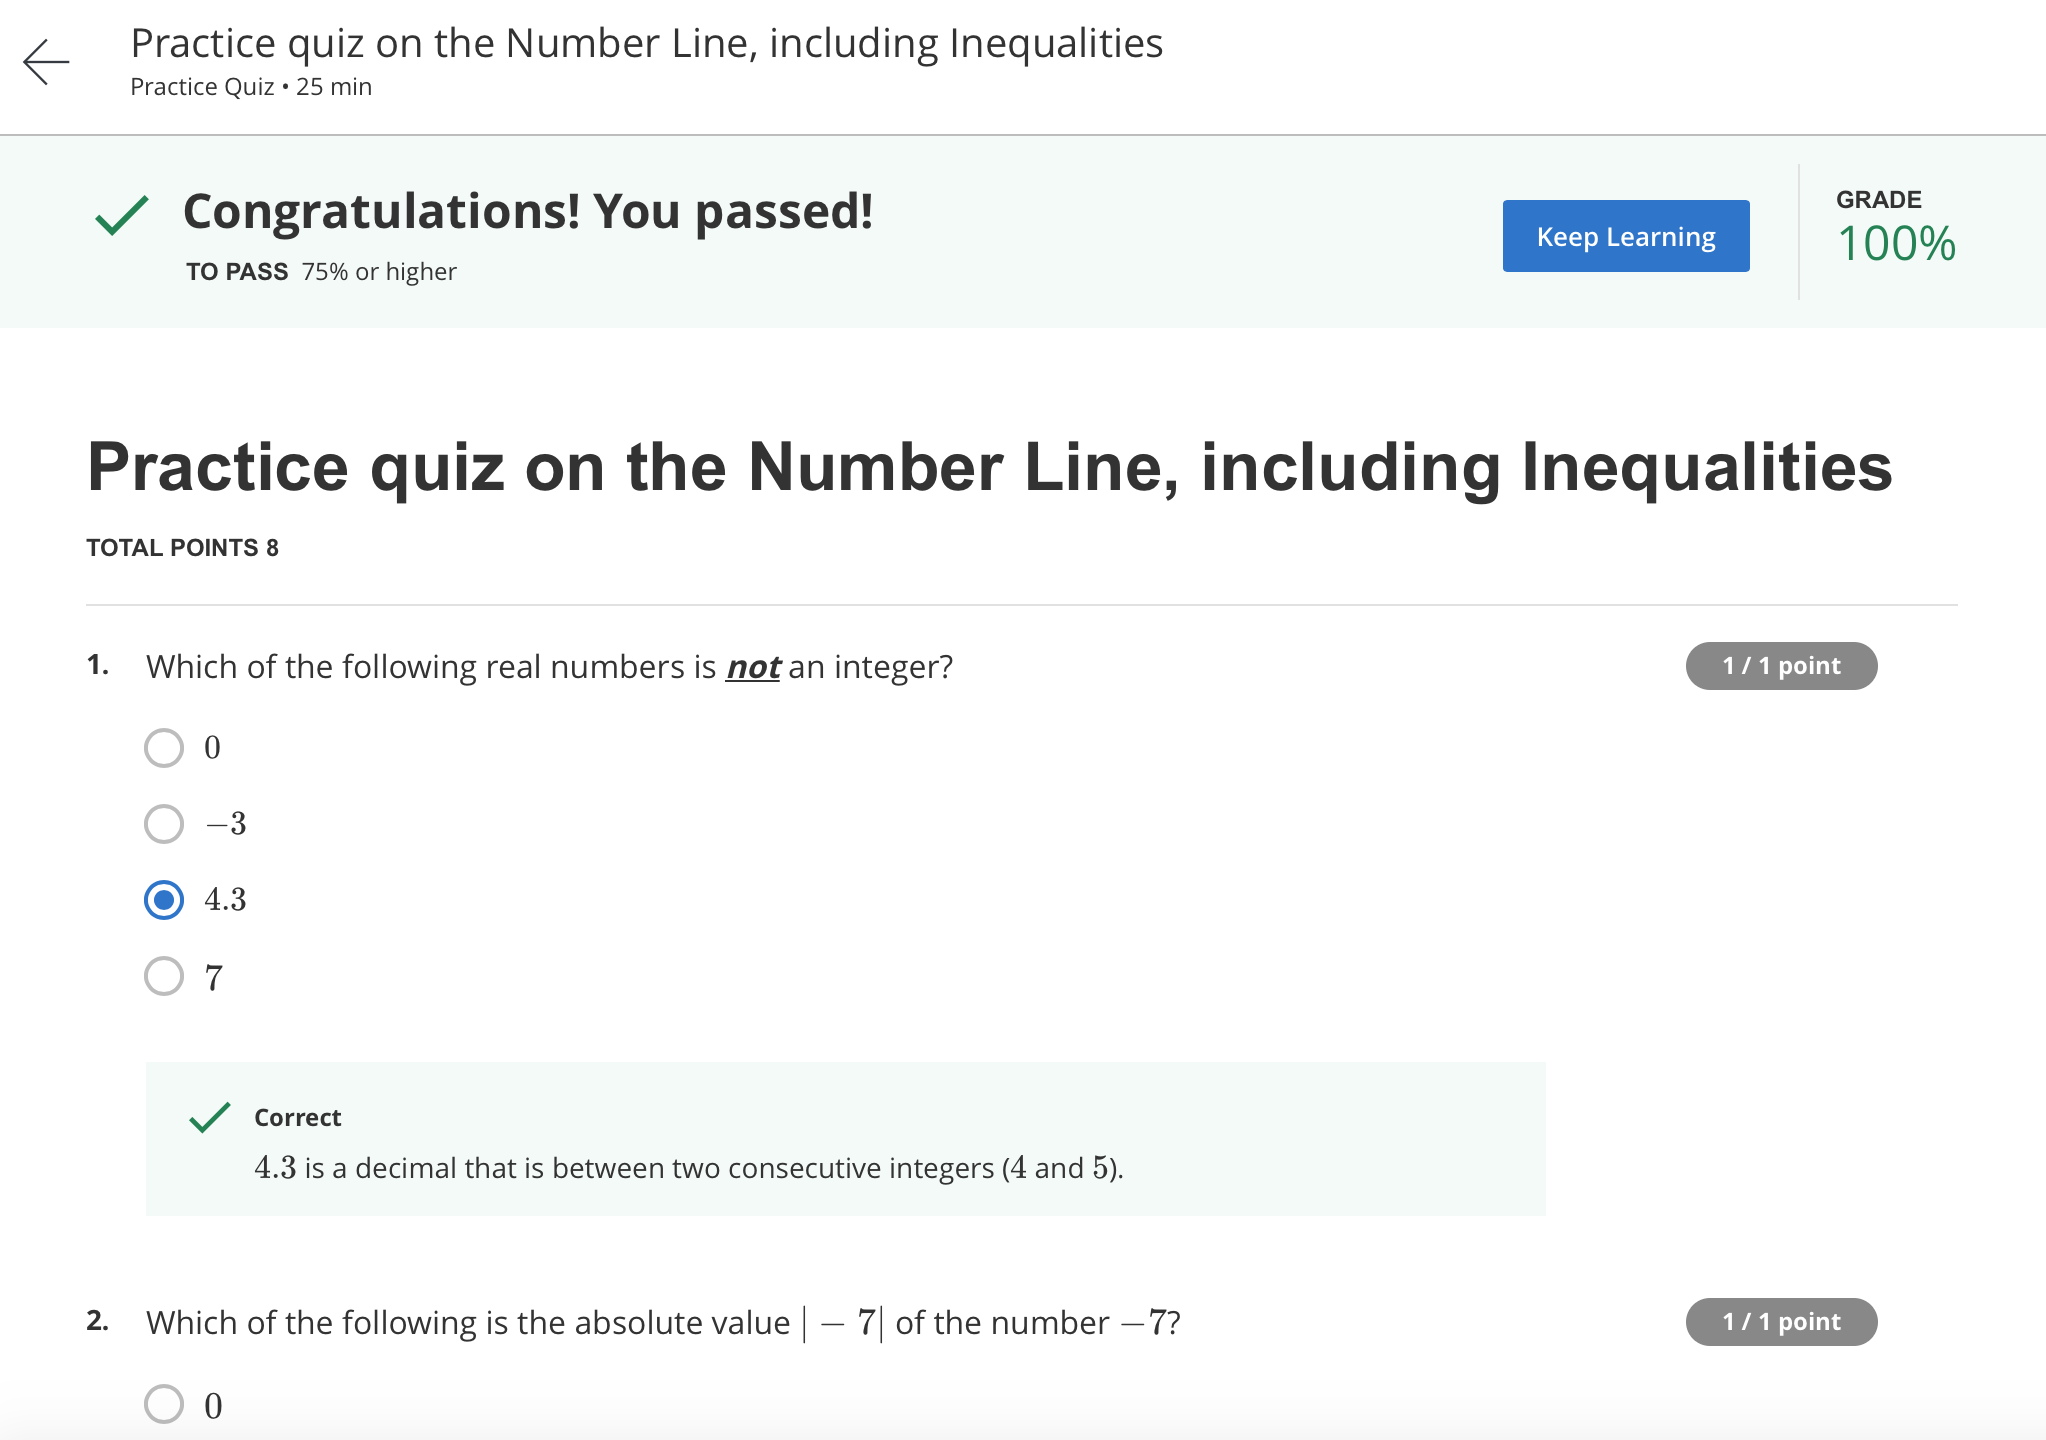 Practice quiz on the Number Line, including Inequalities
Practice Quiz • 25 min
Congratulations! You passed!
TO PASS 75% or higher
Keep Learning
GRADE
100%
Practice quiz on the Number Line, including Inequalities
TOTAL POINTS 8
1. Which of the following real numbers is not an integer?
1 / 1 point
0
−3
4.3
7
Correct
4.3 is a decimal that is between two consecutive integers (4 and 5).
2. Which of the following is the absolute value | − 7| of the number −7?
1 / 1 point
0